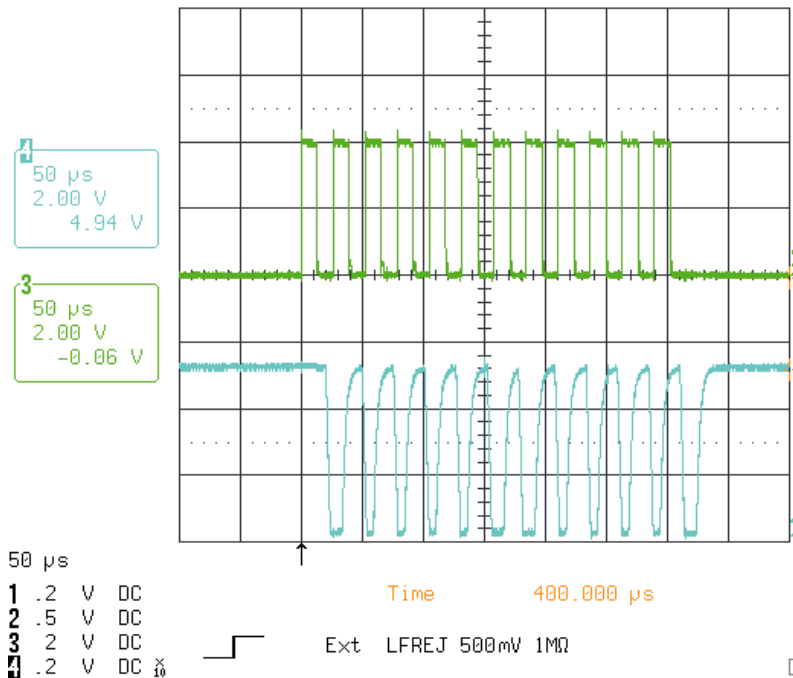 4
50 µs
2.00 V
4.94 V
3
50 µs
2.00 V
-0.06 V
50 µs
1 .2 V DC
2 .5 V DC
3 2 V DC
4 .2 V DC X10
Time 400.000 µs
Ext LFREJ 500mV 1MΩ